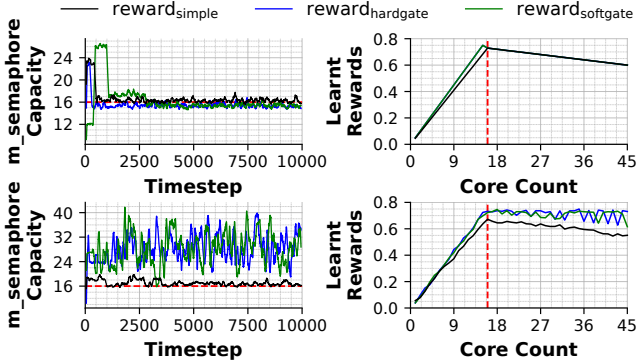 reward_simple reward_hardgate reward_softgate
m_semaphore
Capacity
24
20
16
12
0 2500 5000 7500 10000
Timestep
Learnt
Rewards
0.8
0.6
0.4
0.2
0.0
0 9 18 27 36 45
Core Count
m_semaphore
Capacity
40
32
24
16
0 2500 5000 7500 10000
Timestep
Learnt
Rewards
0.8
0.6
0.4
0.2
0.0
0 9 18 27 36 45
Core Count